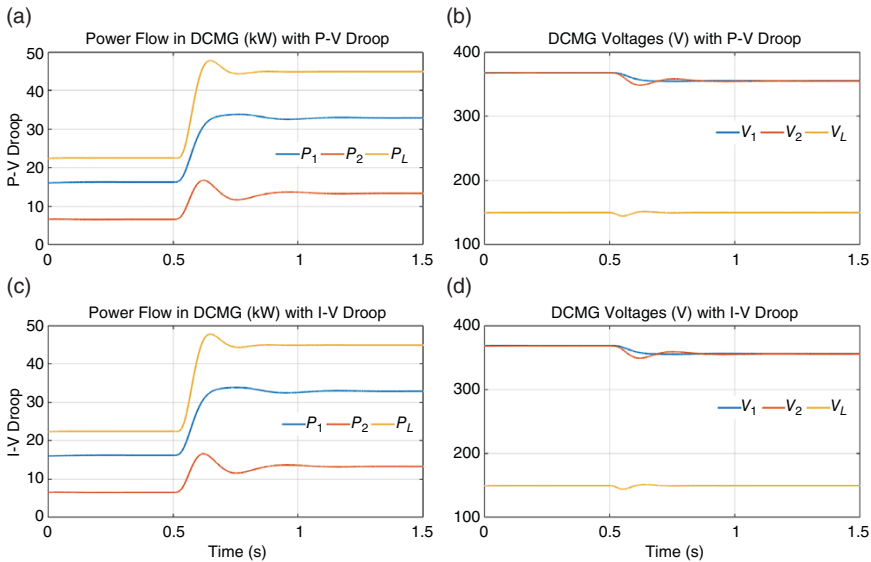 (a)
Power Flow in DCMG (kW) with P-V Droop
P-V Droop
50
40
30
20
10
0
P1 P2 PL
0 0.5 1 1.5
(b)
DCMG Voltages (V) with P-V Droop
400
300
200
100
V1 V2 VL
0 0.5 1 1.5
(c)
Power Flow in DCMG (kW) with I-V Droop
I-V Droop
50
40
30
20
10
0
P1 P2 PL
0 0.5 1 1.5
Time (s)
(d)
DCMG Voltages (V) with I-V Droop
400
300
200
100
V1 V2 VL
0 0.5 1 1.5
Time (s)